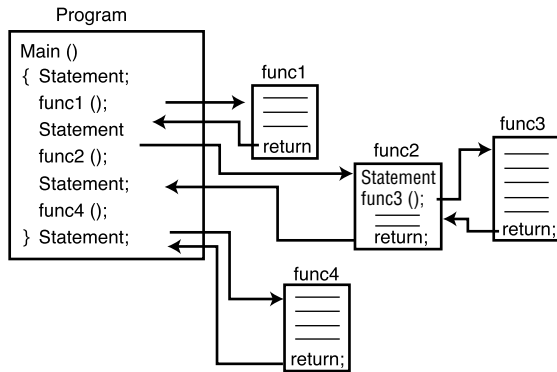 Program
Main ()
{ Statement;
func1 ();
Statement
func2 ();
Statement;
func4 ();
} Statement;
func1
return
func2
Statement
func3 ();
return;
func3
return;
func4
return;